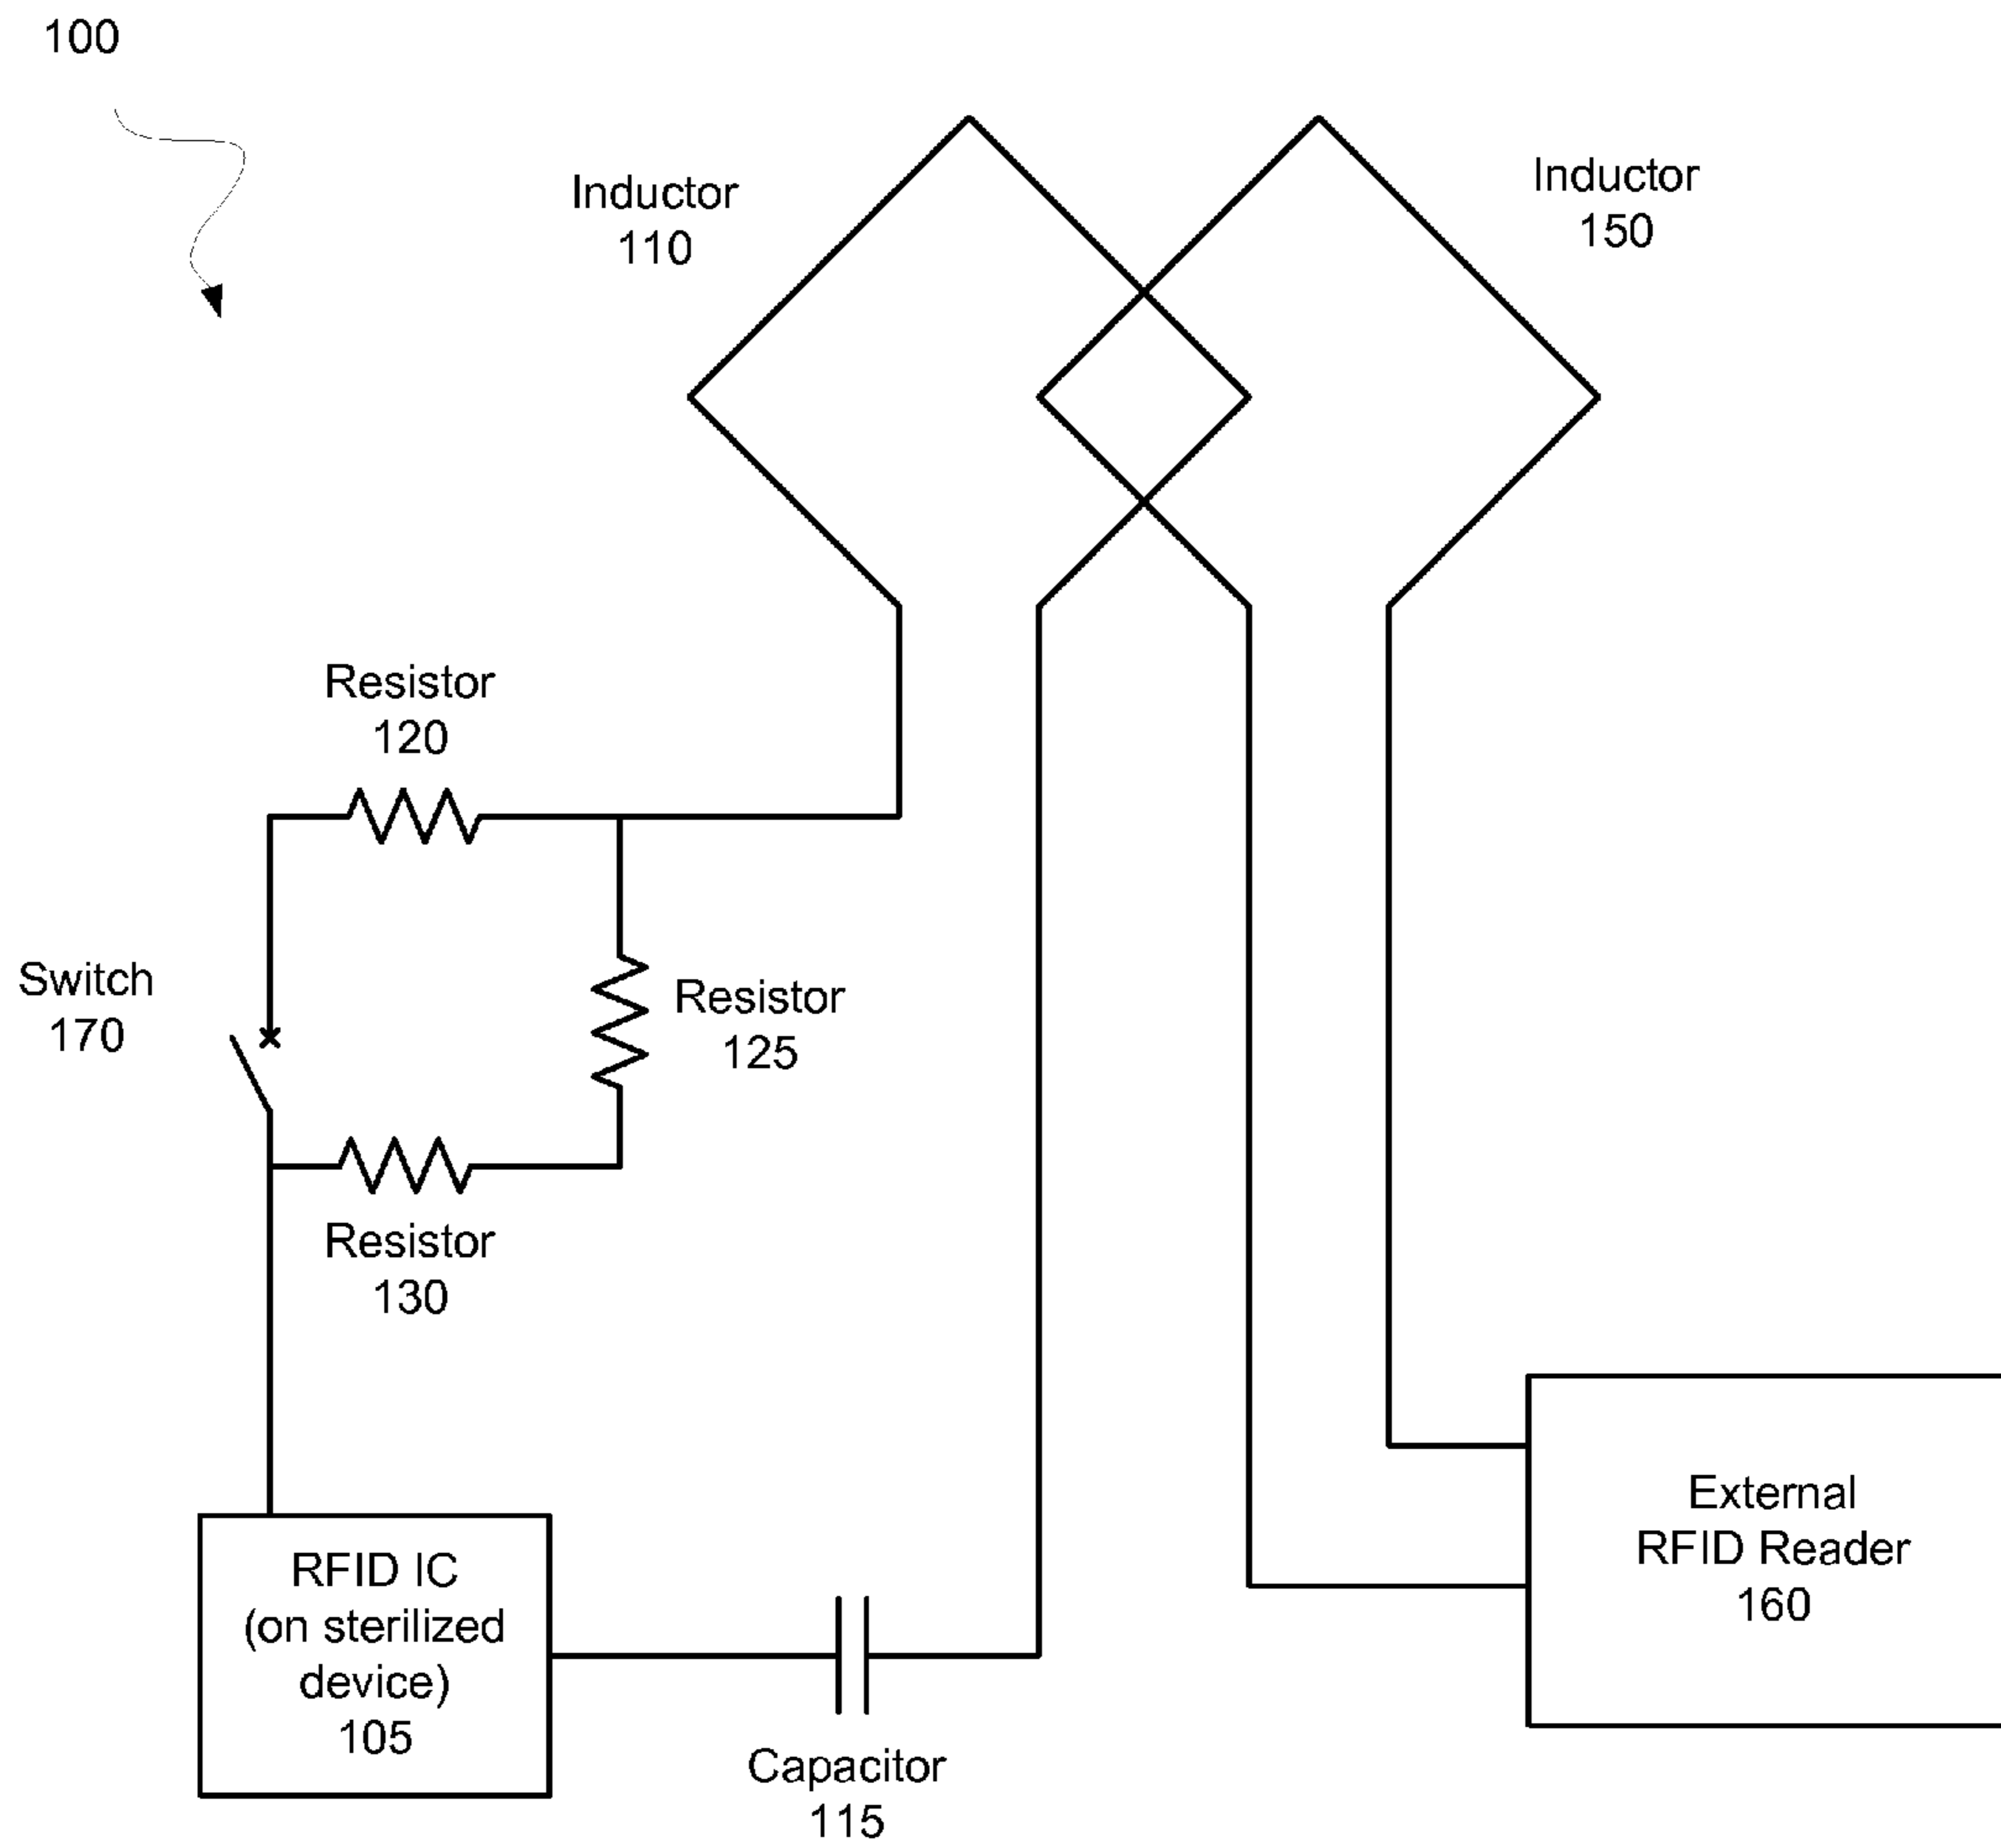 100
Inductor
110
Inductor
150
Resistor
120
Switch
170
Resistor
125
Resistor
130
RFID IC
(on sterilized
device)
105
Capacitor
115
External
RFID Reader
160